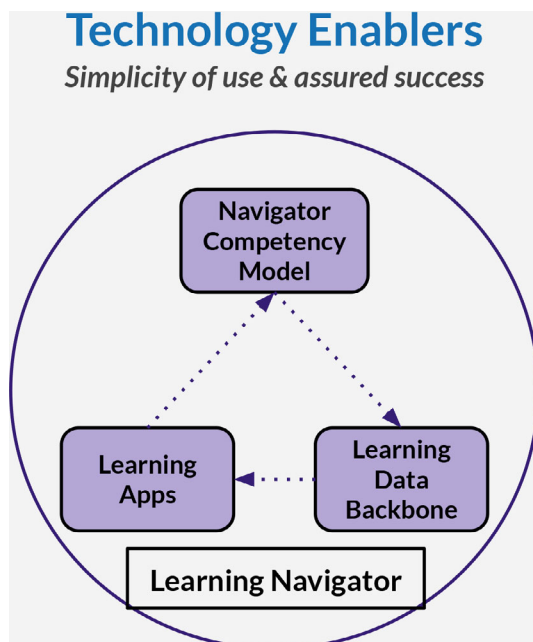 Technology Enablers
Simplicity of use & assured success
Navigator
Competency
Model
Learning
Apps
Learning
Data
Backbone
Learning Navigator